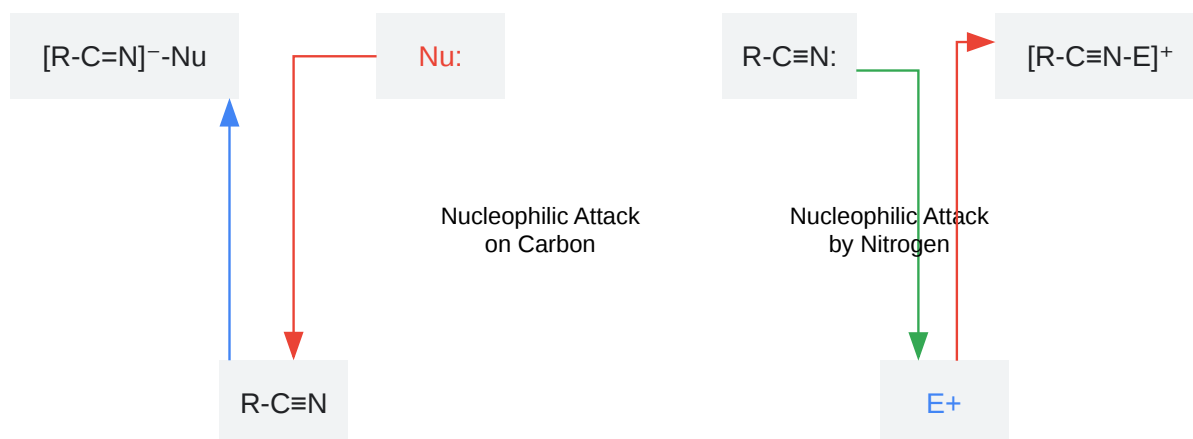 [R-C=N]⁻-Nu
Nu:
R-C≡N:
[R-C≡N-E]⁺
Nucleophilic Attack
on Carbon
Nucleophilic Attack
by Nitrogen
R-C≡N
E+